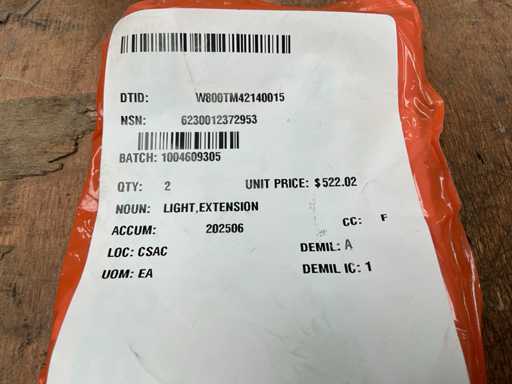 DTID: W800TM42140015
NSN: 6230012372953
BATCH: 1004609305
QTY: 2 UNIT PRICE: $522.02
NOUN: LIGHT,EXTENSION
ACCUM: 202506 CC: F
LOC: CSAC DEMIL: A
UOM: EA DEMIL IC: 1